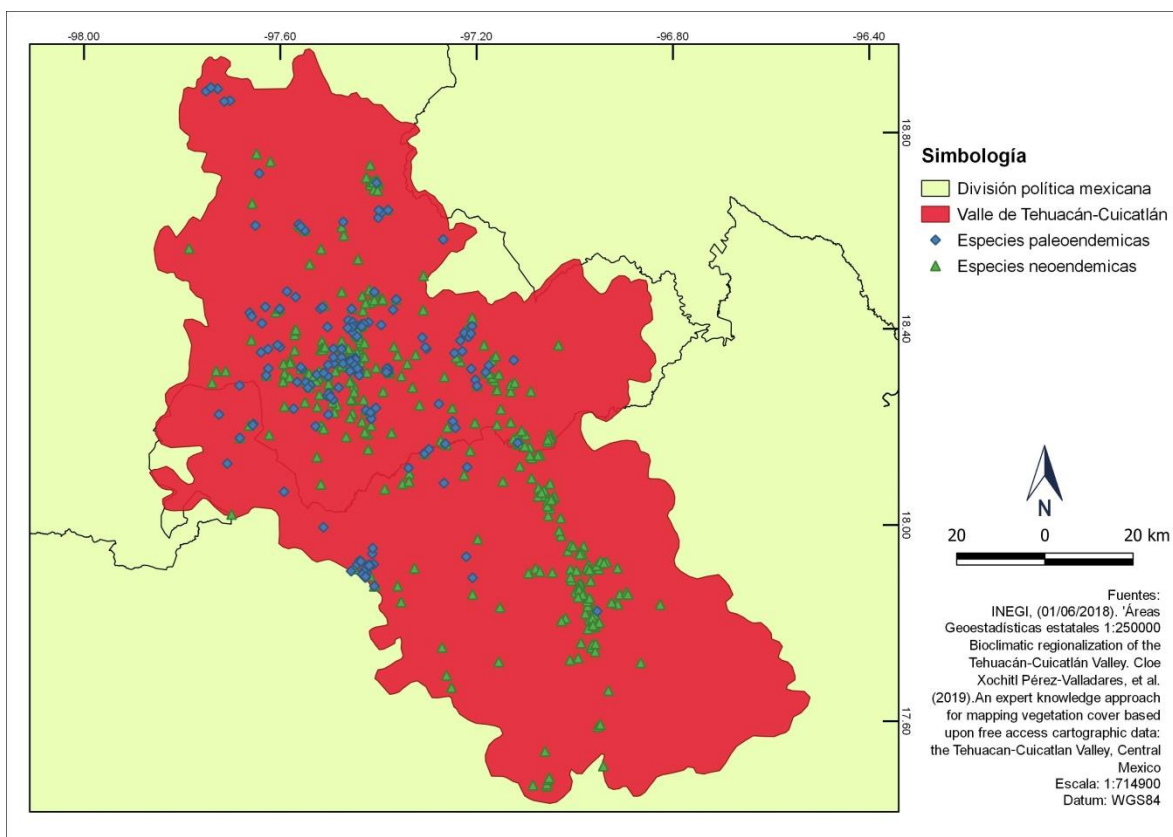 -98.00
-97.60
-97.20
-96.80
-96.40
18.80
18.40
18.00
17.60
Simbología
División política mexicana
Valle de Tehuacán-Cuicatlán
Especies paleoendemicas
Especies neoendemicas
N
20 0 20 km
Fuentes:
INEGI, (01/06/2018). 'Áreas
Geoestadísticas estatales 1:250000
Bioclimatic regionalization of the
Tehuacán-Cuicatlán Valley. Cloe
Xochitl Pérez-Valladares, et al.
(2019).An expert knowledge approach
for mapping vegetation cover based
upon free access cartographic data:
the Tehuacan-Cuicatlan Valley, Central
Mexico
Escala: 1:714900
Datum: WGS84